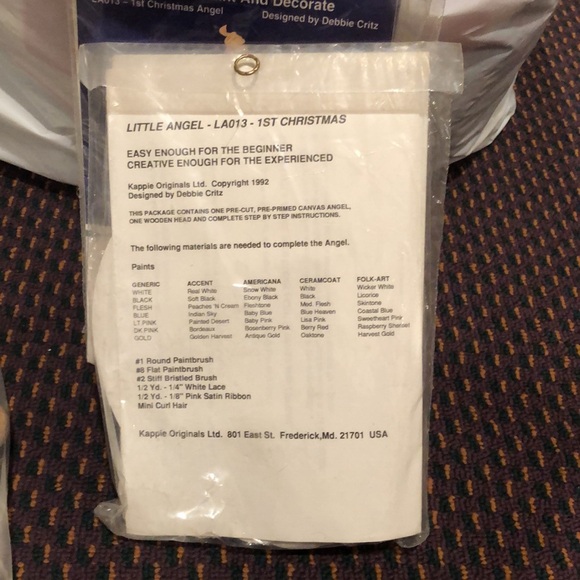 And Decorate
LA013 - 1st Christmas Angel
Designed by Debbie Critz
LITTLE ANGEL - LA013 - 1ST CHRISTMAS
EASY ENOUGH FOR THE BEGINNER
CREATIVE ENOUGH FOR THE EXPERIENCED
Kappie Originals Ltd. Copyright 1992
Designed by Debbie Critz
THIS PACKAGE CONTAINS ONE PRE-CUT, PRE-PRIMED CANVAS ANGEL,
ONE WOODEN HEAD AND COMPLETE STEP BY STEP INSTRUCTIONS.
The following materials are needed to complete the Angel.
Paints
GENERIC ACCENT AMERICANA CERAMCOAT FOLK-ART
WHITE Real White Snow White White Wicker White
BLACK Soft Black Ebony Black Black Licorice
FLESH Peaches 'N Cream Fleshtone Med. Flesh Skintone
BLUE Indian Sky Baby Blue Blue Heaven Coastal Blue
LT.PINK Painted Desert Baby Pink Lisa Pink Sweetheart Pink
DK.PINK Bordeaux Boysenberry Pink Berry Red Raspberry Sherbet
GOLD Golden Harvest Antique Gold Oaktone Harvest Gold
#1 Round Paintbrush
#8 Flat Paintbrush
#2 Stiff Bristled Brush
1/2 Yd. - 1/4" White Lace
1/2 Yd. - 1/8" Pink Satin Ribbon
Mini Curl Hair
Kappie Originals Ltd. 801 East St. Frederick,Md. 21701 USA